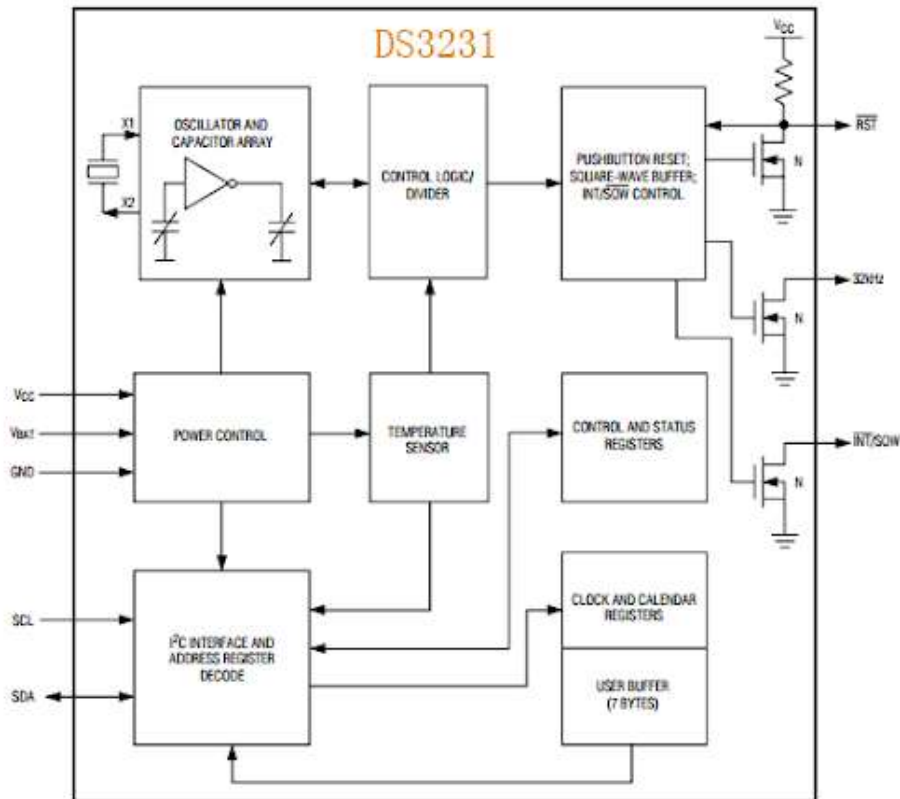 DS3231
VCC
X1
OSCILLATOR AND
CAPACITOR ARRAY
X2
CONTROL LOGIC/
DIVIDER
PUSHBUTTON RESET;
SQUARE-WAVE BUFFER;
INT/SQW CONTROL
RST
N
32kHz
N
VCC
VBAT
GND
POWER CONTROL
TEMPERATURE
SENSOR
CONTROL AND STATUS
REGISTERS
INT/SQW
N
SCL
SDA
I²C INTERFACE AND
ADDRESS REGISTER
DECODE
CLOCK AND CALENDAR
REGISTERS
USER BUFFER
(7 BYTES)